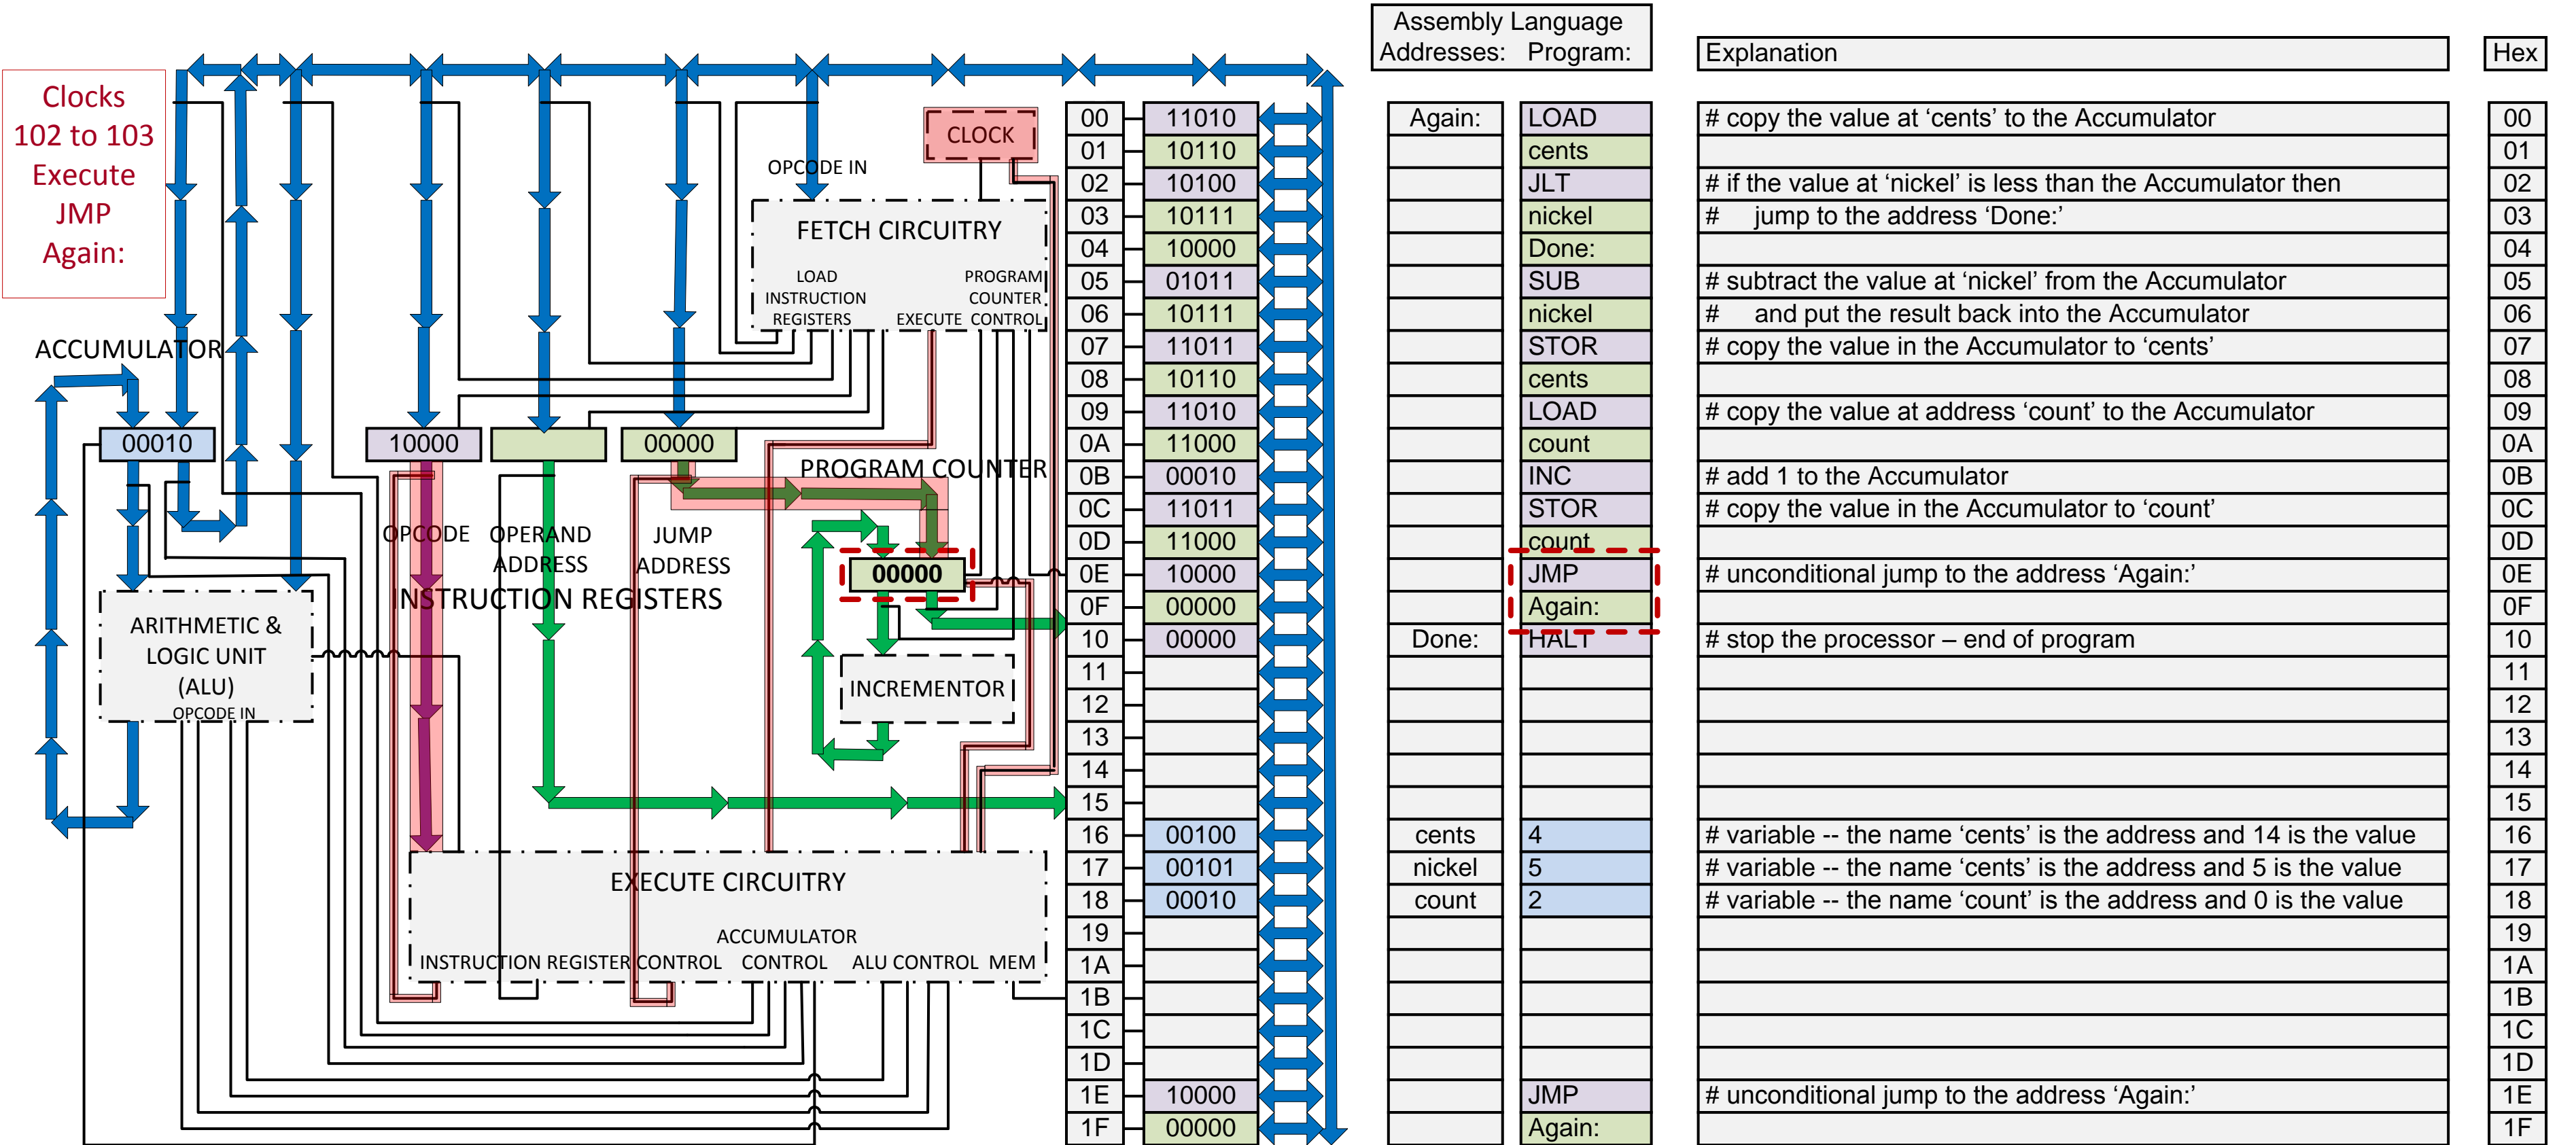 Assembly Language
Addresses: Program:
Explanation
Hex
Clocks
102 to 103
Execute
JMP
Again:
CLOCK
OPCODE IN
FETCH CIRCUITRY
LOAD
INSTRUCTION
REGISTERS
EXECUTE
PROGRAM
COUNTER
CONTROL
ACCUMULATOR
00010
10000
00000
PROGRAM COUNTER
OPCODE
OPERAND
ADDRESS
JUMP
ADDRESS
00000
INSTRUCTION REGISTERS
ARITHMETIC &
LOGIC UNIT
(ALU)
OPCODE IN
INCREMENTOR
EXECUTE CIRCUITRY
ACCUMULATOR
INSTRUCTION REGISTER CONTROL CONTROL ALU CONTROL MEM
00 11010 Again: LOAD # copy the value at ‘cents’ to the Accumulator 00
01 10110 cents 01
02 10100 JLT # if the value at ‘nickel’ is less than the Accumulator then 02
03 10111 nickel # jump to the address ‘Done:’ 03
04 10000 Done: 04
05 01011 SUB # subtract the value at ‘nickel’ from the Accumulator 05
06 10111 nickel # and put the result back into the Accumulator 06
07 11011 STOR # copy the value in the Accumulator to ‘cents’ 07
08 10110 cents 08
09 11010 LOAD # copy the value at address ‘count’ to the Accumulator 09
0A 11000 count 0A
0B 00010 INC # add 1 to the Accumulator 0B
0C 11011 STOR # copy the value in the Accumulator to ‘count’ 0C
0D 11000 count 0D
0E 10000 JMP # unconditional jump to the address ‘Again:’ 0E
0F 00000 Again: 0F
10 00000 Done: HALT # stop the processor – end of program 10
11 11
12 12
13 13
14 14
15 15
16 00100 cents 4 # variable -- the name ‘cents’ is the address and 14 is the value 16
17 00101 nickel 5 # variable -- the name ‘cents’ is the address and 5 is the value 17
18 00010 count 2 # variable -- the name ‘count’ is the address and 0 is the value 18
19 19
1A 1A
1B 1B
1C 1C
1D 1D
1E 10000 JMP # unconditional jump to the address ‘Again:’ 1E
1F 00000 Again: 1F